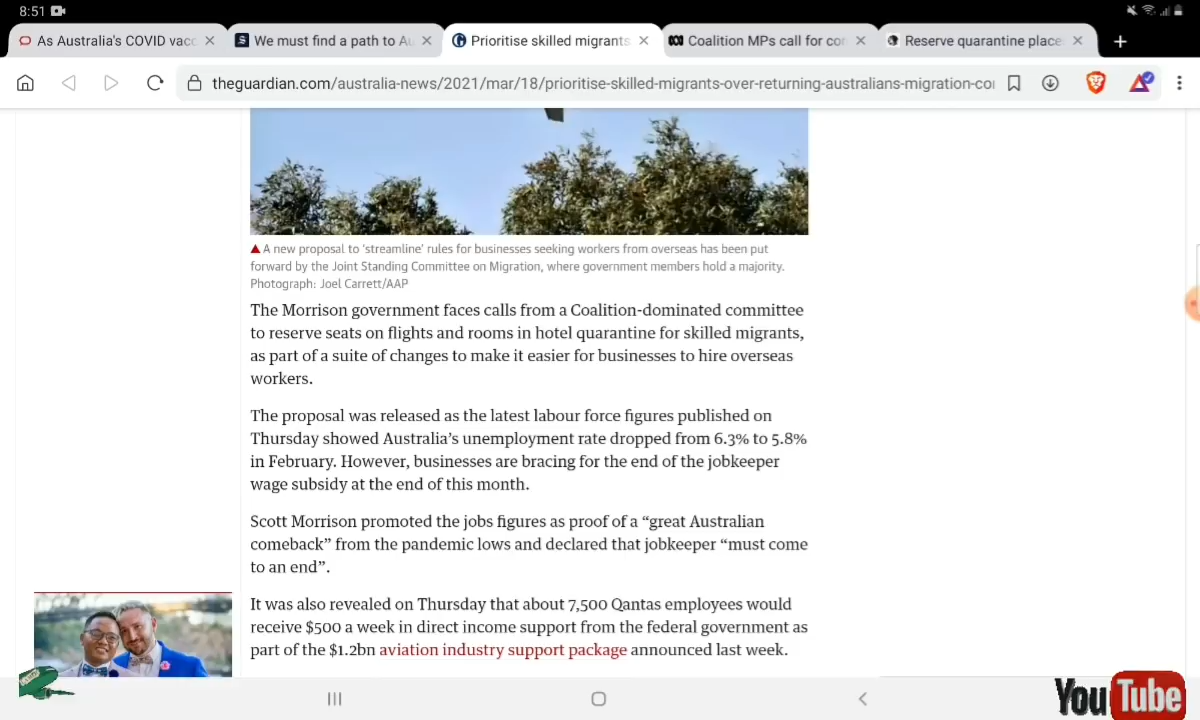 8:51
As Australia's COVID vacc
We must find a path to Au
Prioritise skilled migrants
Coalition MPs call for con
Reserve quarantine place
theguardian.com/australia-news/2021/mar/18/prioritise-skilled-migrants-over-returning-australians-migration-co
A new proposal to 'streamline' rules for businesses seeking workers from overseas has been put
forward by the Joint Standing Committee on Migration, where government members hold a majority.
Photograph: Joel Carrett/AAP
The Morrison government faces calls from a Coalition-dominated committee
to reserve seats on flights and rooms in hotel quarantine for skilled migrants,
as part of a suite of changes to make it easier for businesses to hire overseas
workers.
The proposal was released as the latest labour force figures published on
Thursday showed Australia's unemployment rate dropped from 6.3% to 5.8%
in February. However, businesses are bracing for the end of the jobkeeper
wage subsidy at the end of this month.
Scott Morrison promoted the jobs figures as proof of a “great Australian
comeback” from the pandemic lows and declared that jobkeeper “must come
to an end”.
It was also revealed on Thursday that about 7,500 Qantas employees would
receive $500 a week in direct income support from the federal government as
part of the $1.2bn aviation industry support package announced last week.
YouTube